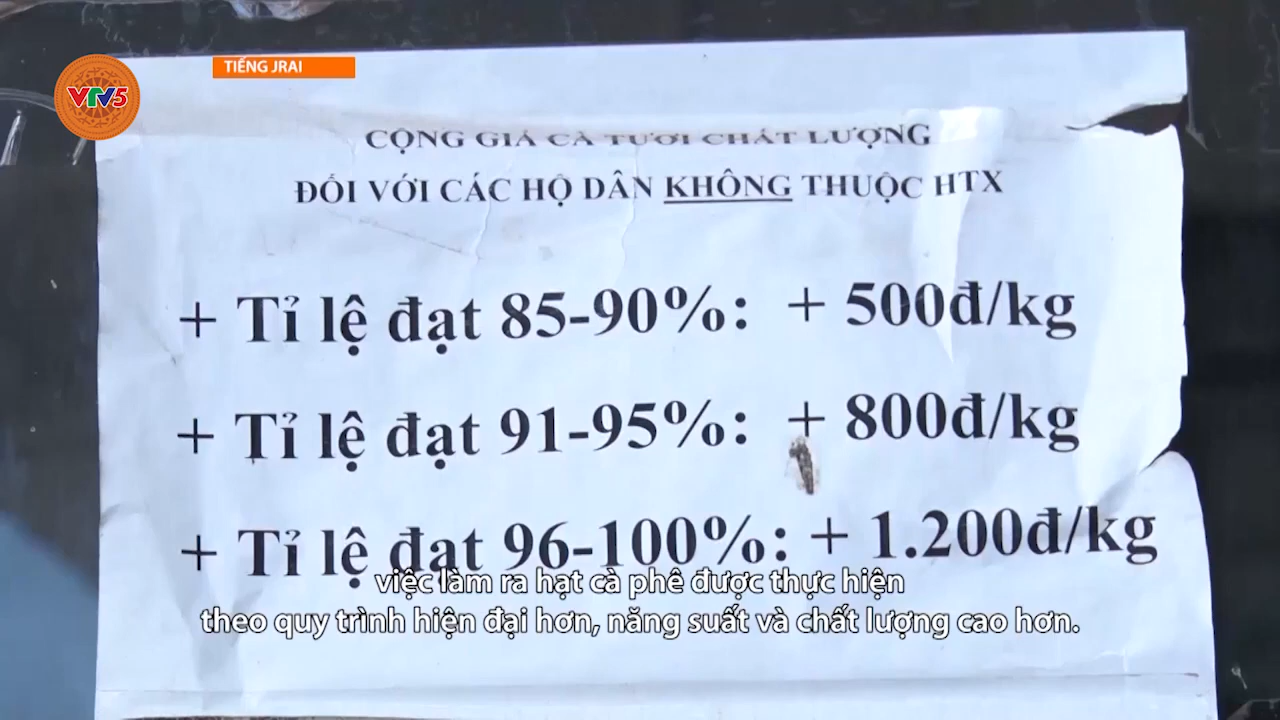 TIẾNG JRAI
VTV5
CỘNG GIÁ CÀ TƯƠI CHẤT LƯỢNG
ĐỐI VỚI CÁC HỘ DÂN KHÔNG THUỘC HTX
+ Tỉ lệ đạt 85-90%: + 500đ/kg
+ Tỉ lệ đạt 91-95%: + 800đ/kg
+ Tỉ lệ đạt 96-100%: + 1.200đ/kg
việc làm ra hạt cà phê được thực hiện
theo quy trình hiện đại hơn, năng suất và chất lượng cao hơn.